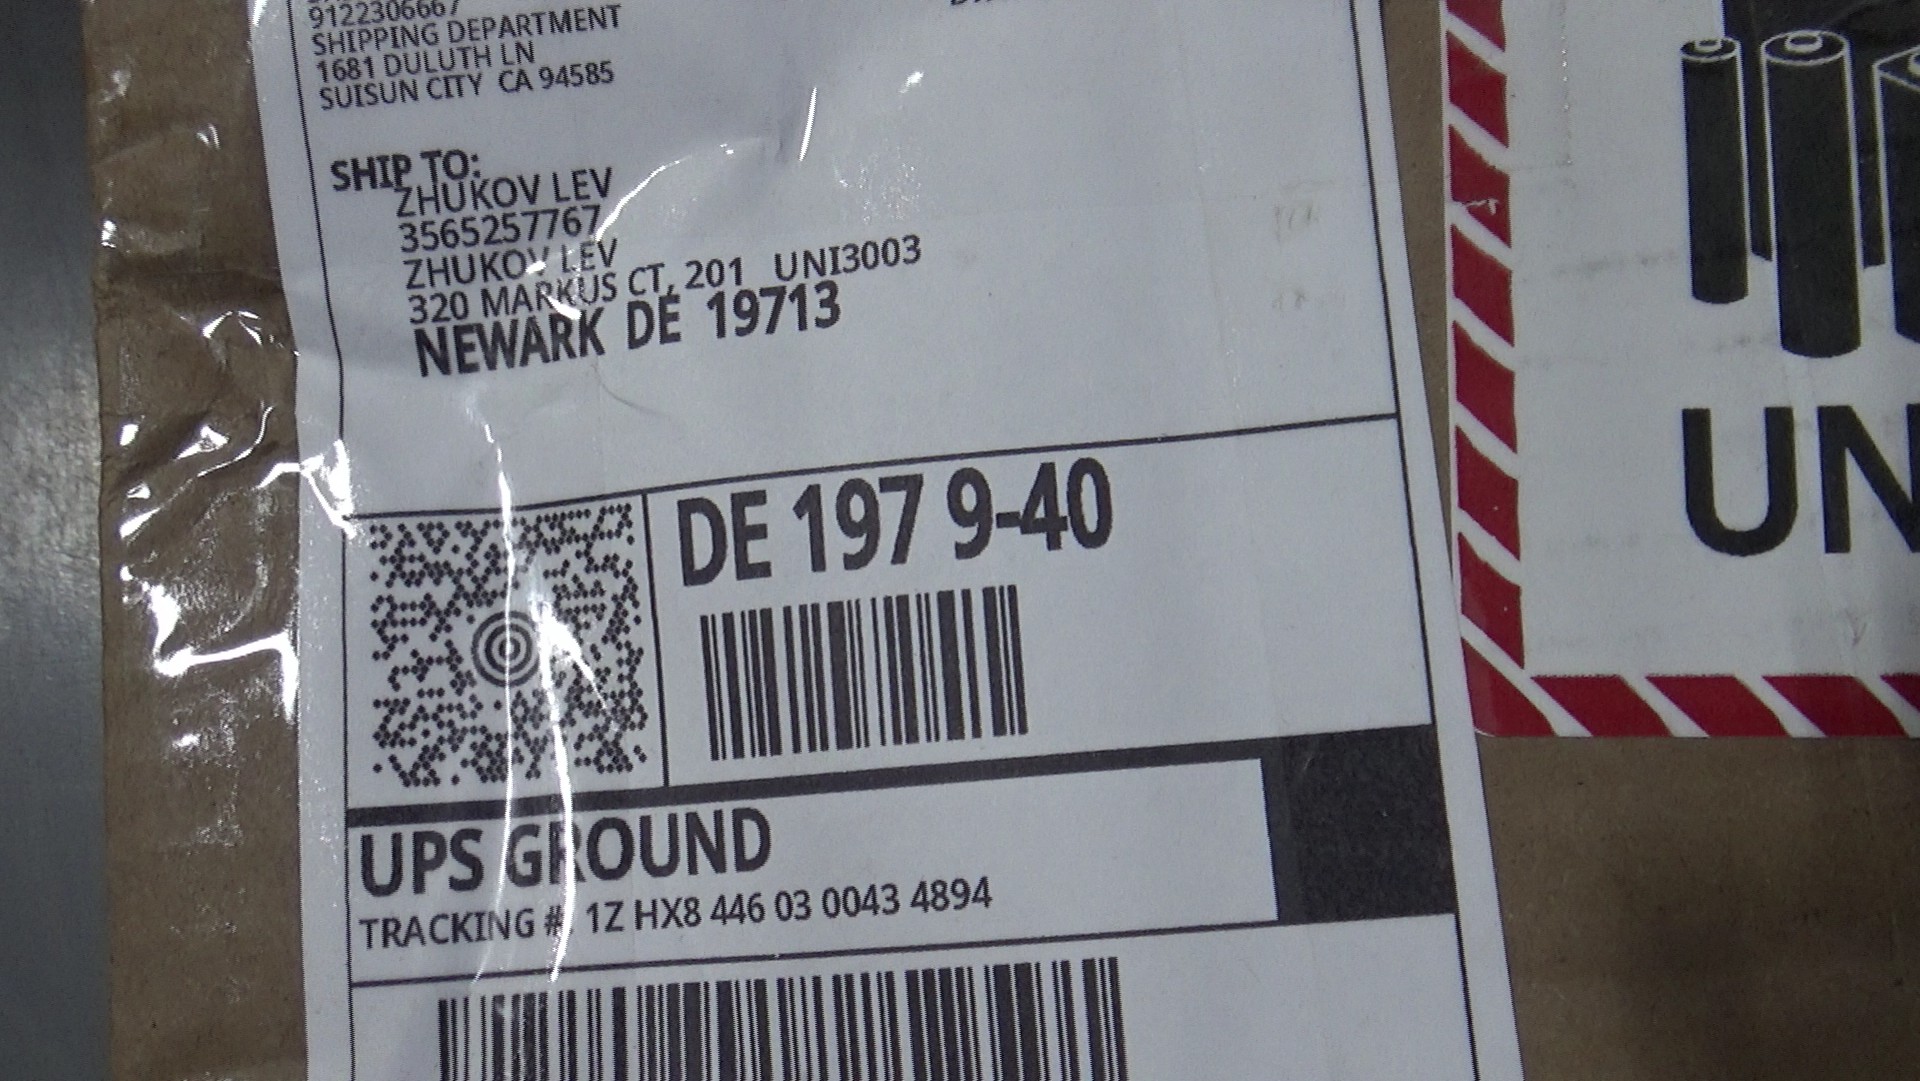 9122306667
SHIPPING DEPARTMENT
1681 DULUTH LN
SUISUN CITY CA 94585
SHIP TO:
ZHUKOV LEV
3565257767
ZHUKOV LEV
320 MARKUS CT, 201 UNI3003
NEWARK DE 19713
DE 197 9-40
UPS GROUND
TRACKING #: 1Z HX8 446 03 0043 4894
UN